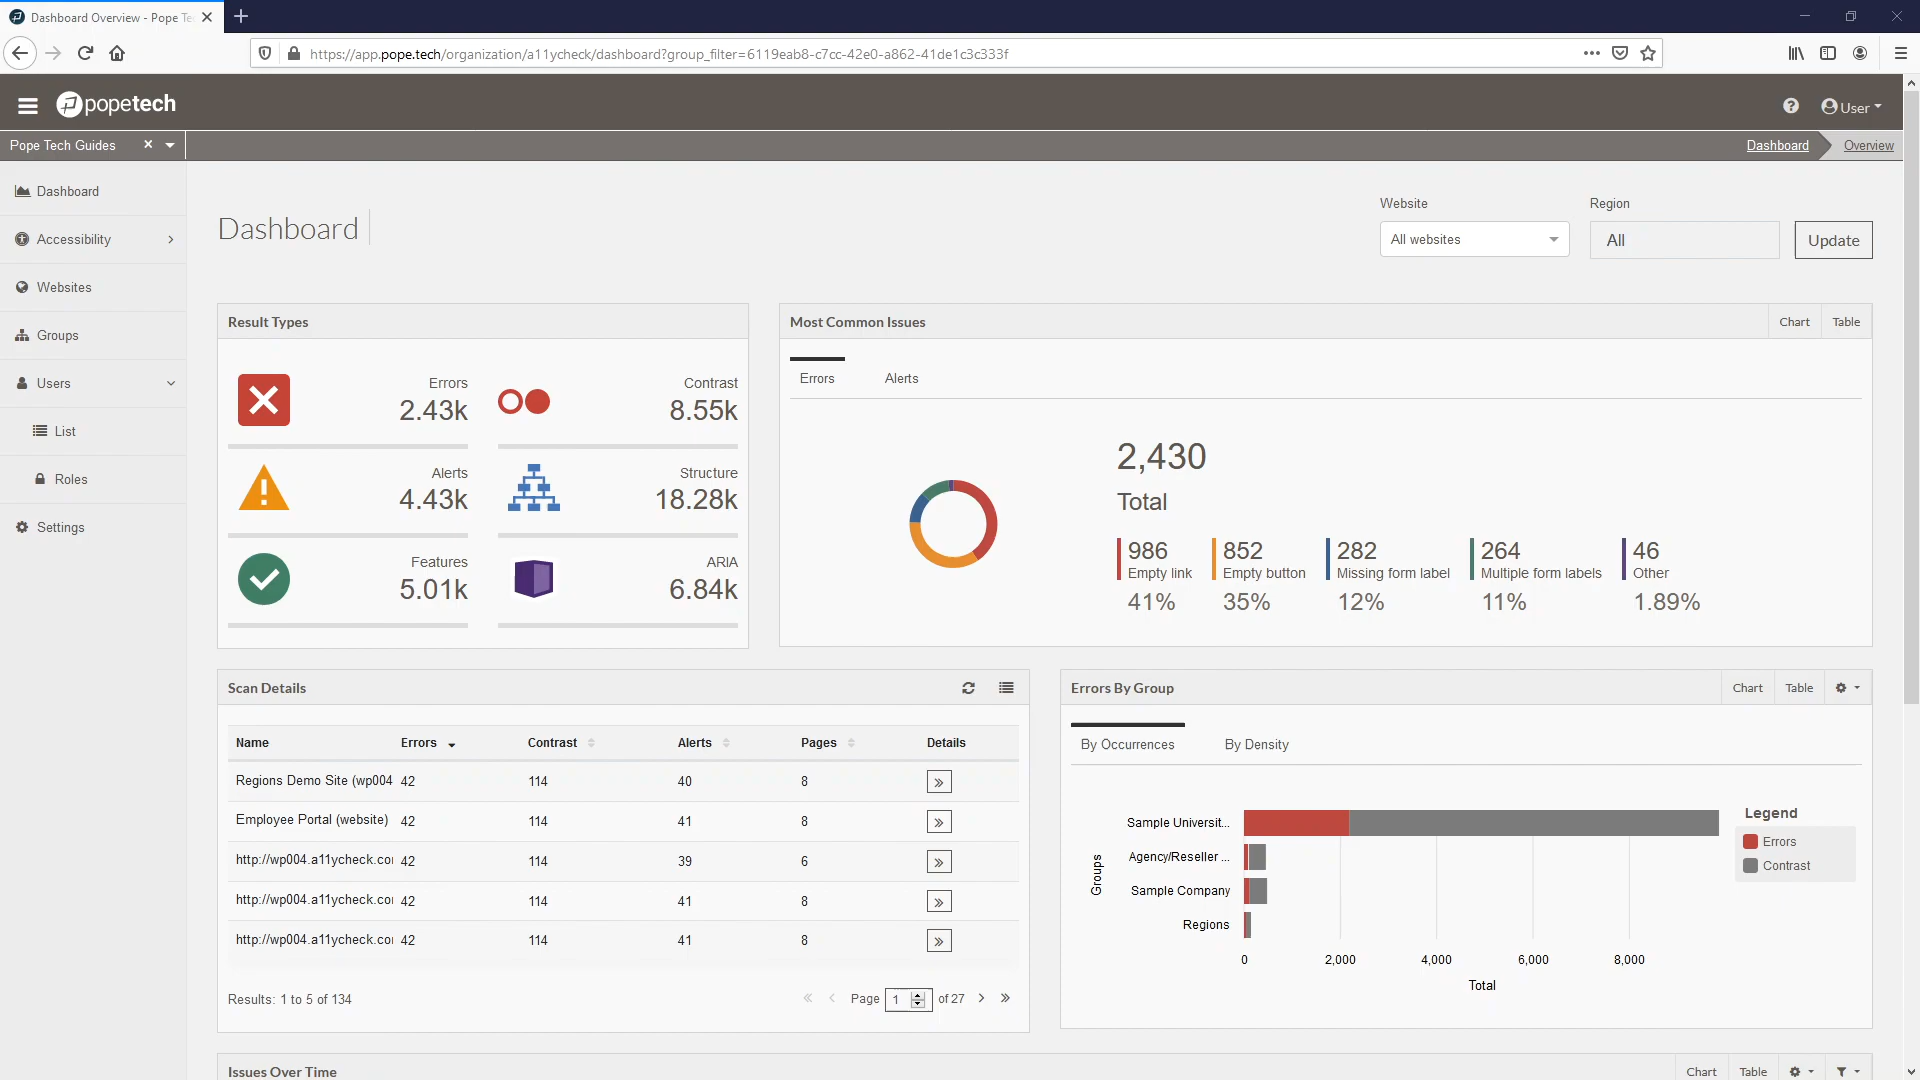 Dashboard Overview - Pope Te
https://app.pope.tech/organization/a11ycheck/dashboard?group_filter=6119eab8-c7cc-42e0-a862-41de1c3c333f
popetech
User
Pope Tech Guides
Dashboard
Overview
Dashboard
Accessibility
Websites
Groups
Users
List
Roles
Settings
Dashboard
Website
All websites
Region
All
Update
Result Types
Errors
2.43k
Contrast
8.55k
Alerts
4.43k
Structure
18.28k
Features
5.01k
ARIA
6.84k
Most Common Issues
Chart
Table
Errors
Alerts
2,430
Total
986
Empty link
41%
852
Empty button
35%
282
Missing form label
12%
264
Multiple form labels
11%
46
Other
1.89%
Scan Details
Name Errors Contrast Alerts Pages Details
Regions Demo Site (wp004 42 114 40 8
Employee Portal (website) 42 114 41 8
http://wp004.a11ycheck.co 42 114 39 6
http://wp004.a11ycheck.co 42 114 41 8
http://wp004.a11ycheck.co 42 114 41 8
Results: 1 to 5 of 134
Page 1 of 27
Errors By Group
Chart
Table
By Occurrences
By Density
Groups
Sample Universit...
Agency/Reseller ...
Sample Company
Regions
0 2,000 4,000 6,000 8,000
Total
Legend
Errors
Contrast
Issues Over Time
Chart
Table